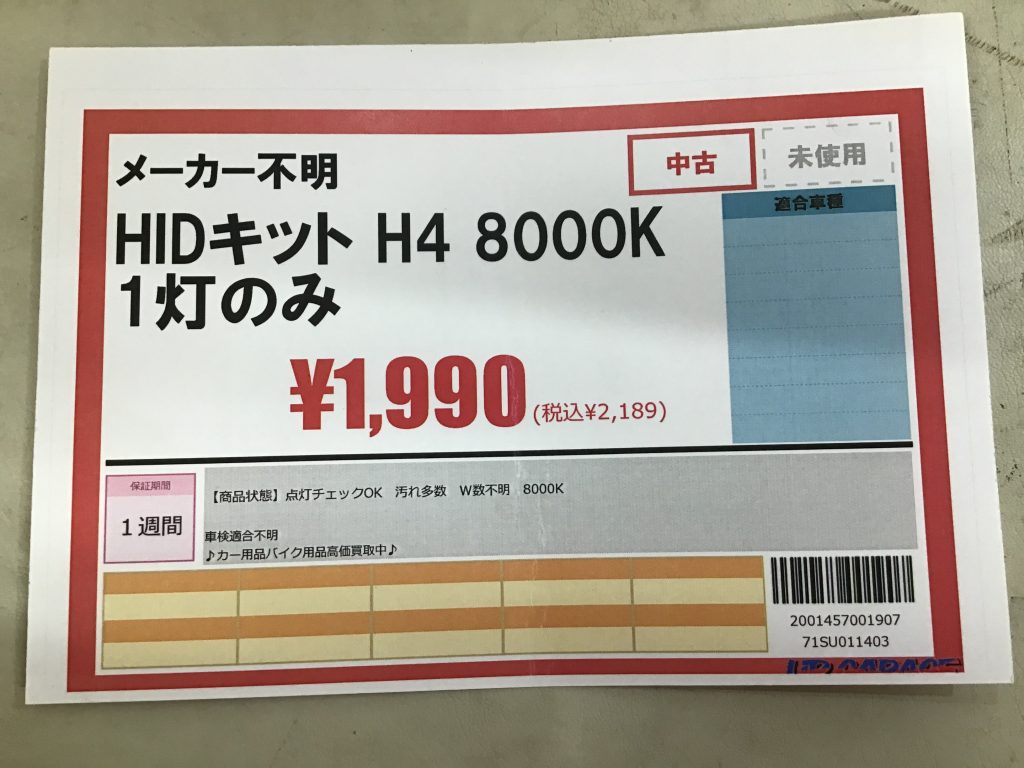 メーカー不明
中古
未使用
HIDキット H4 8000K
1灯のみ
適合車種
¥1,990
(税込¥2,189)
保証期間
1週間
【商品状態】点灯チェックOK 汚れ多数 W数不明 8000K
車検適合不明
♪カー用品バイク用品高価買取中♪
2001457001907
71SU011403